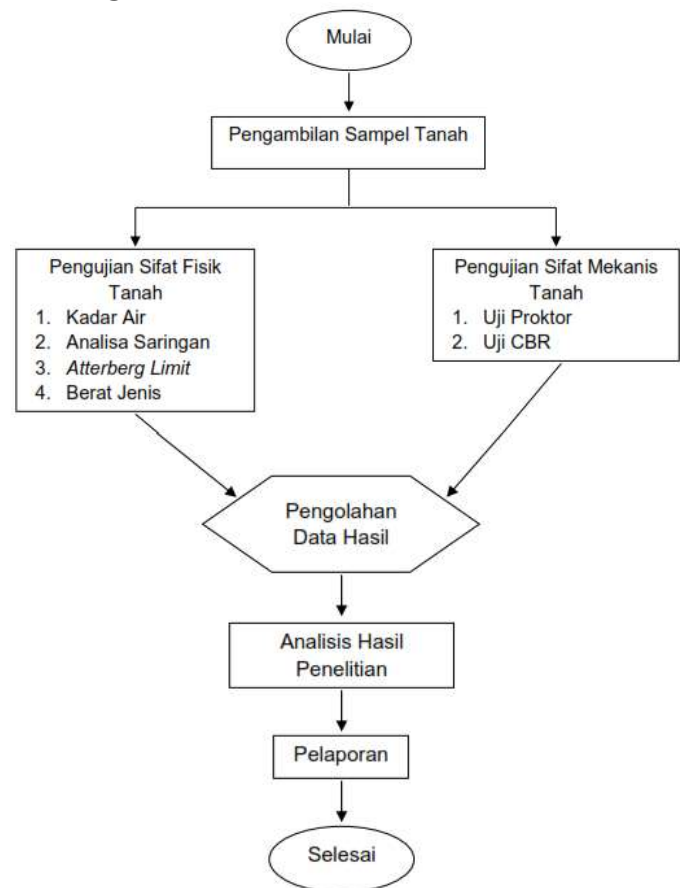 Mulai
Pengambilan Sampel Tanah
Pengujian Sifat Fisik
Tanah
1. Kadar Air
2. Analisa Saringan
3. Atterberg Limit
4. Berat Jenis
Pengujian Sifat Mekanis
Tanah
1. Uji Proktor
2. Uji CBR
Pengolahan
Data Hasil
Analisis Hasil
Penelitian
Pelaporan
Selesai